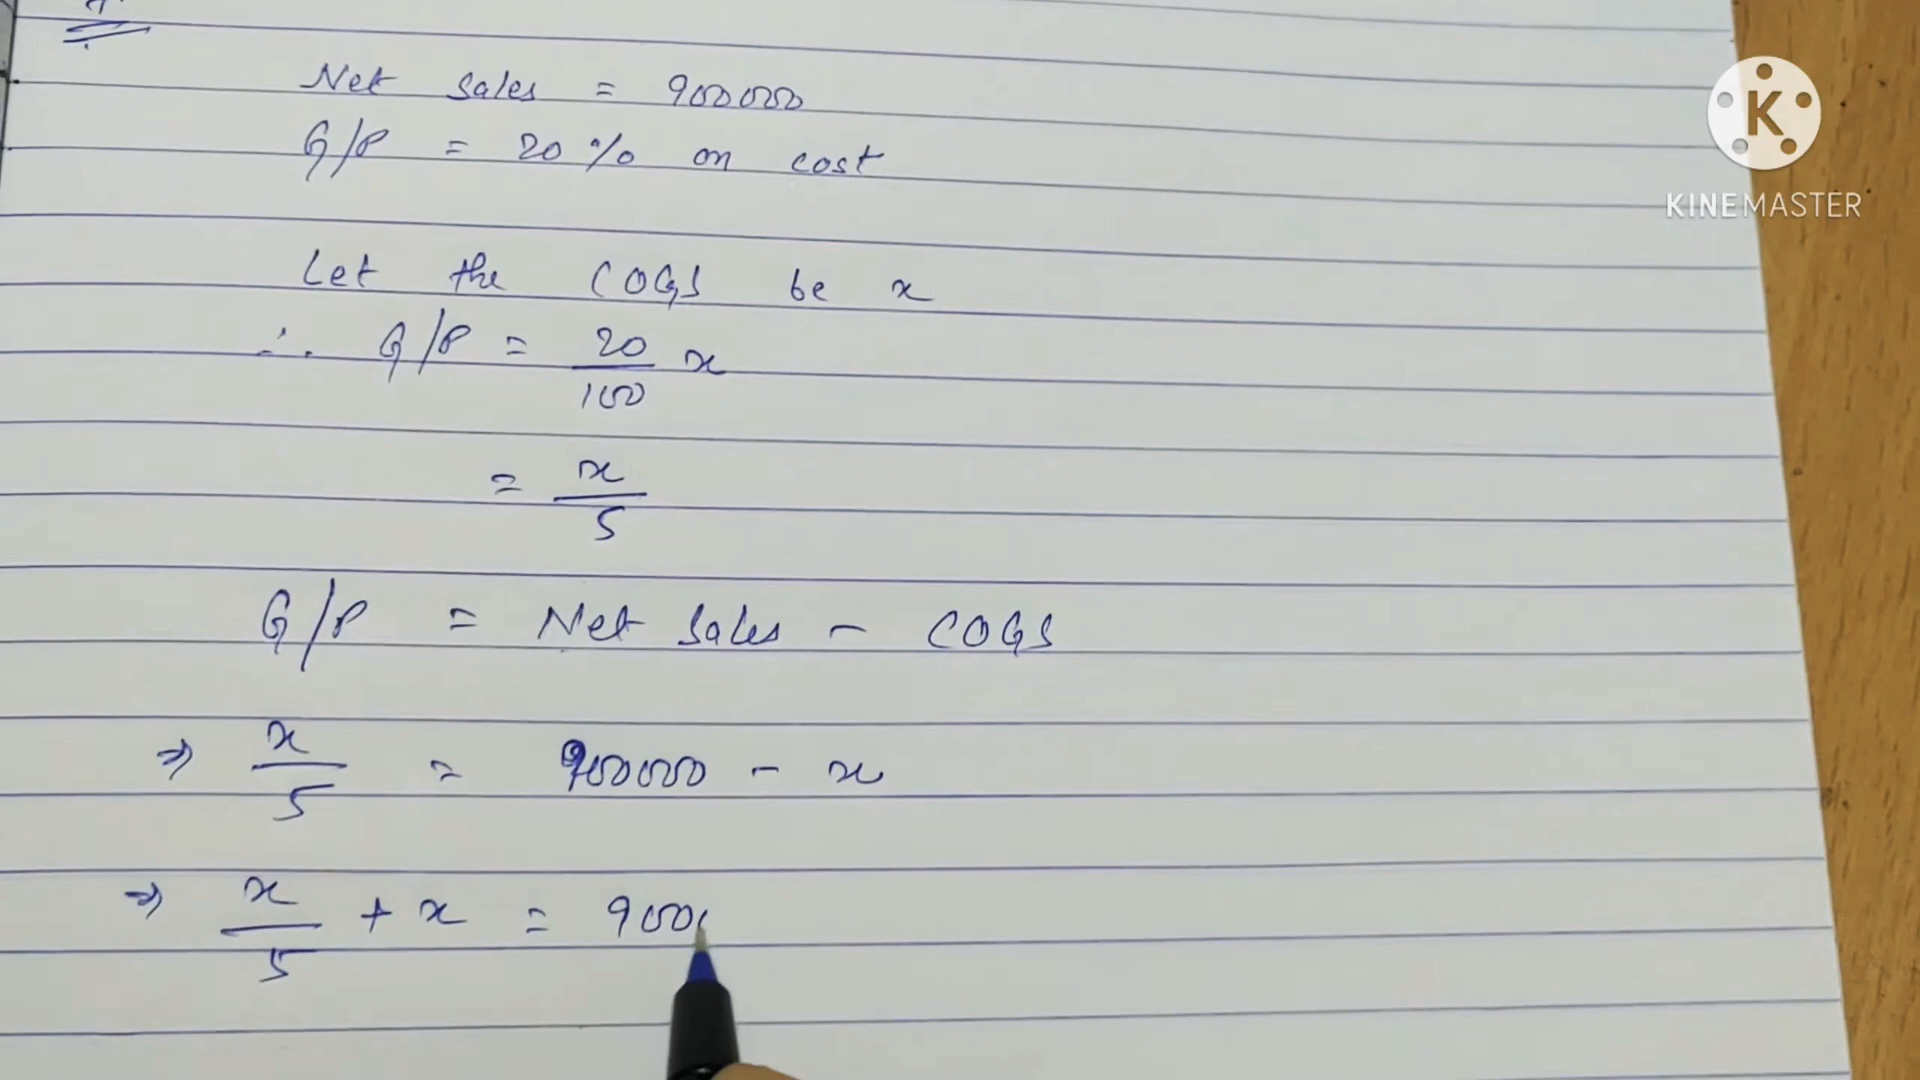 Net sales = 900000
G/P = 20% on cost
K
KINEMASTER
Let the COGS be x
∴ G/P = 20/100 x
= x/5
G/P = Net sales - COGS
⇒ x/5 = 900000 - x
⇒ x/5 + x = 900